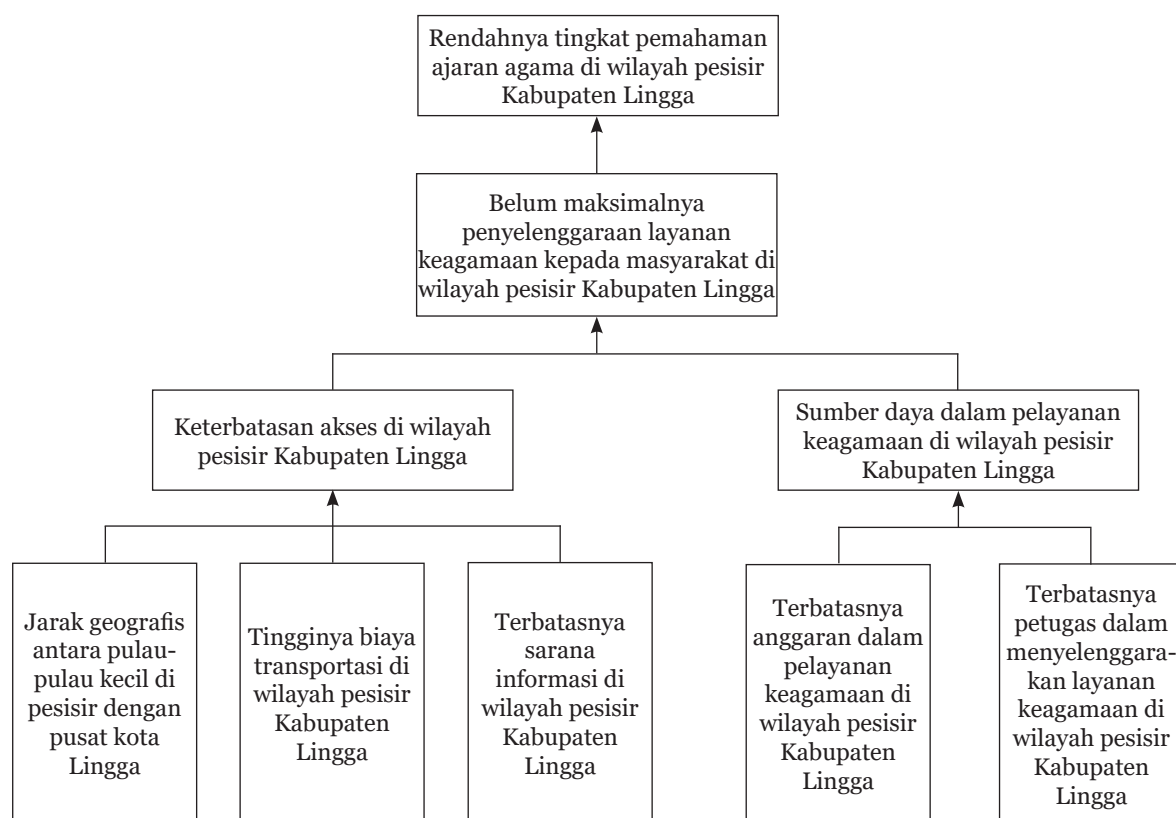 Rendahnya tingkat pemahaman
ajaran agama di wilayah pesisir
Kabupaten Lingga
Belum maksimalnya
penyelenggaraan layanan
keagamaan kepada masyarakat di
wilayah pesisir Kabupaten Lingga
Keterbatasan akses di wilayah
pesisir Kabupaten Lingga
Sumber daya dalam pelayanan
keagamaan di wilayah pesisir
Kabupaten Lingga
Jarak geografis
antara pulau-
pulau kecil di
pesisir dengan
pusat kota
Lingga
Tingginya biaya
transportasi di
wilayah pesisir
Kabupaten
Lingga
Terbatasnya
sarana
informasi di
wilayah pesisir
Kabupaten
Lingga
Terbatasnya
anggaran dalam
pelayanan
keagamaan di
wilayah pesisir
Kabupaten
Lingga
Terbatasnya
petugas dalam
menyelenggara-
kan layanan
keagamaan di
wilayah pesisir
Kabupaten
Lingga